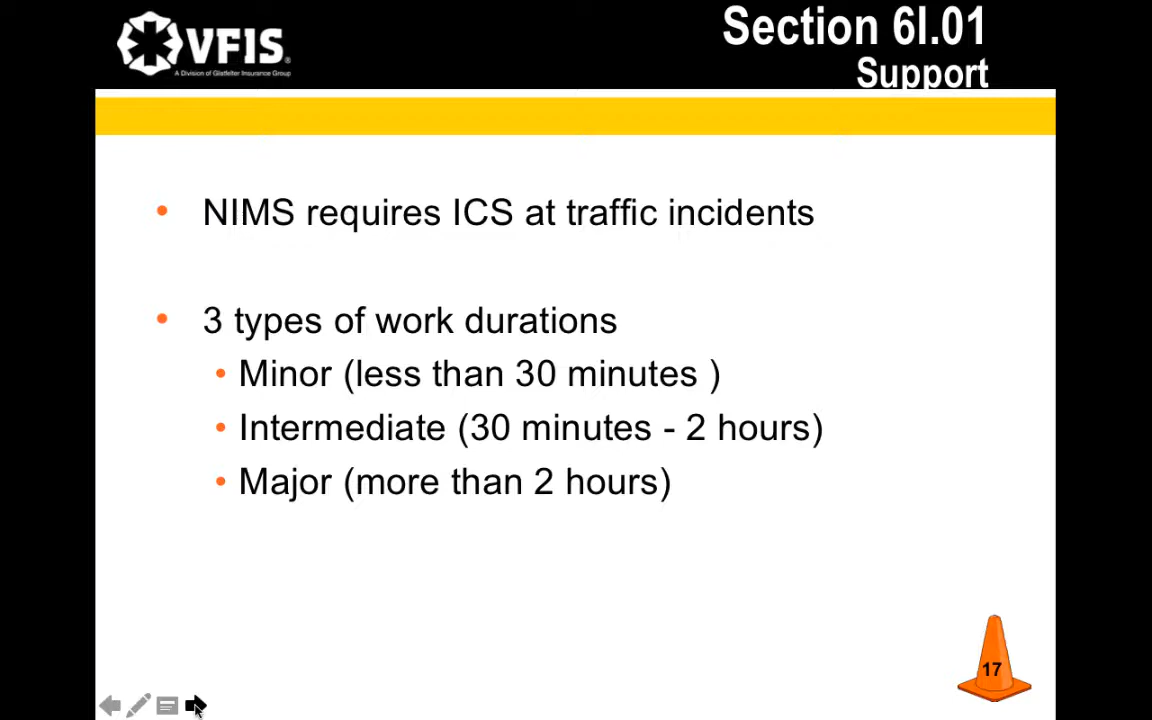 VFIS®
A Division of Glatfelter Insurance Group
Section 6I.01
Support
• NIMS requires ICS at traffic incidents
• 3 types of work durations
• Minor (less than 30 minutes )
• Intermediate (30 minutes - 2 hours)
• Major (more than 2 hours)
17